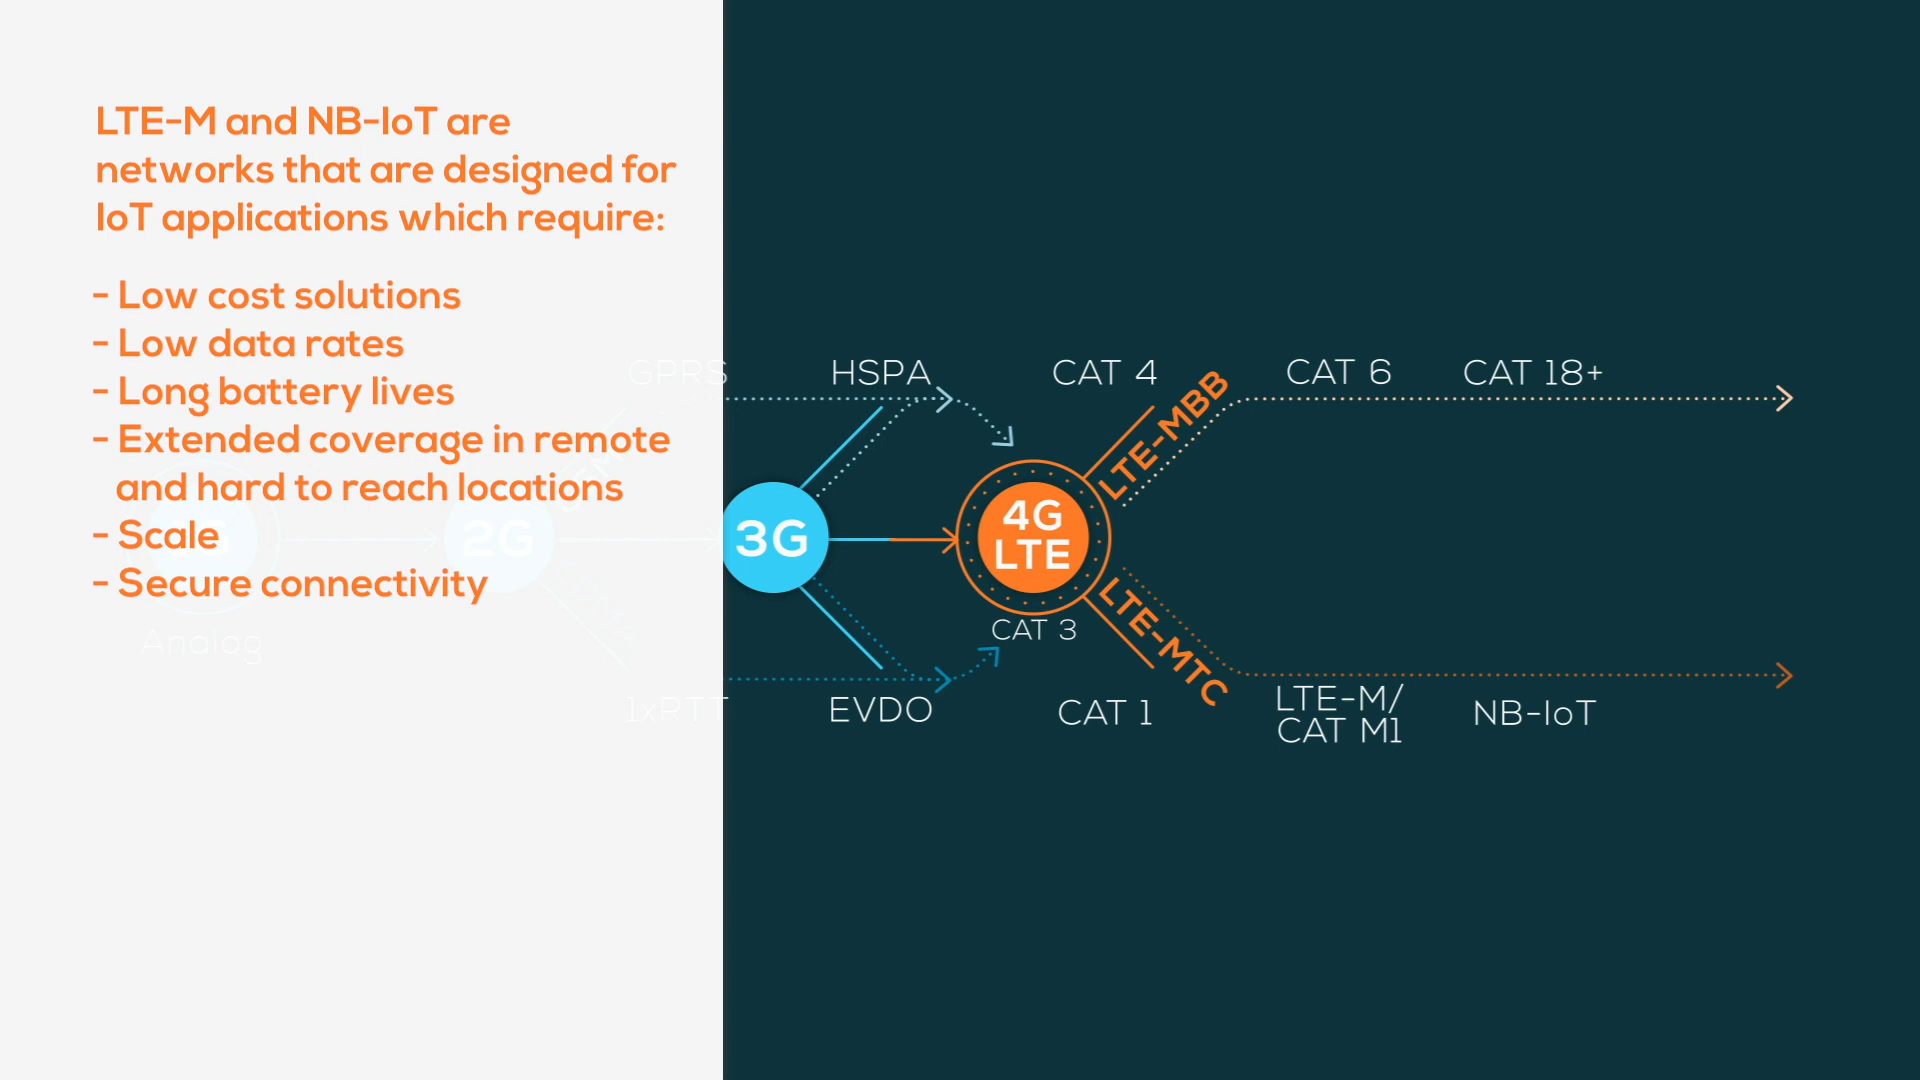 LTE-M and NB-IoT are
networks that are designed for
IoT applications which require:
- Low cost solutions
- Low data rates
- Long battery lives
- Extended coverage in remote
and hard to reach locations
- Scale
- Secure connectivity
Analog
2G
GPRS
1xRTT
3G
HSPA
EVDO
4G
LTE
CAT 3
CAT 4
LTE-MBB
CAT 6
CAT 18+
LTE-MTC
CAT 1
LTE-M/
CAT M1
NB-IoT